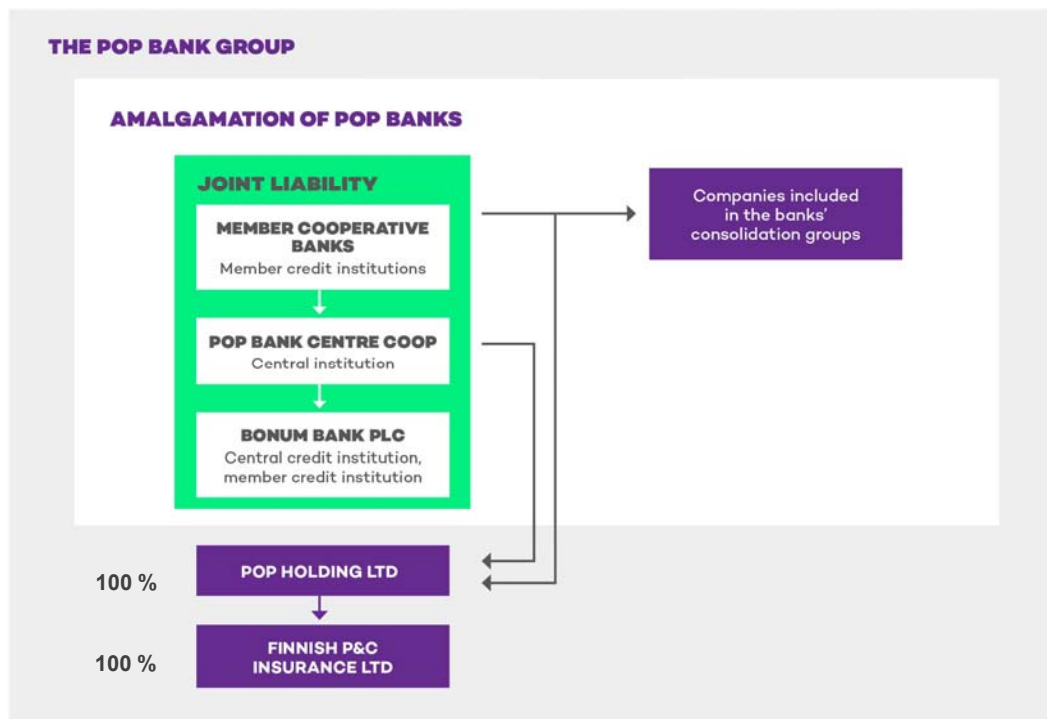 THE POP BANK GROUP
AMALGAMATION OF POP BANKS
JOINT LIABILITY
MEMBER COOPERATIVE
BANKS
Member credit institutions
POP BANK CENTRE COOP
Central institution
BONUM BANK PLC
Central credit institution,
member credit institution
Companies included
in the banks’
consolidation groups
100 %
POP HOLDING LTD
100 %
FINNISH P&C
INSURANCE LTD